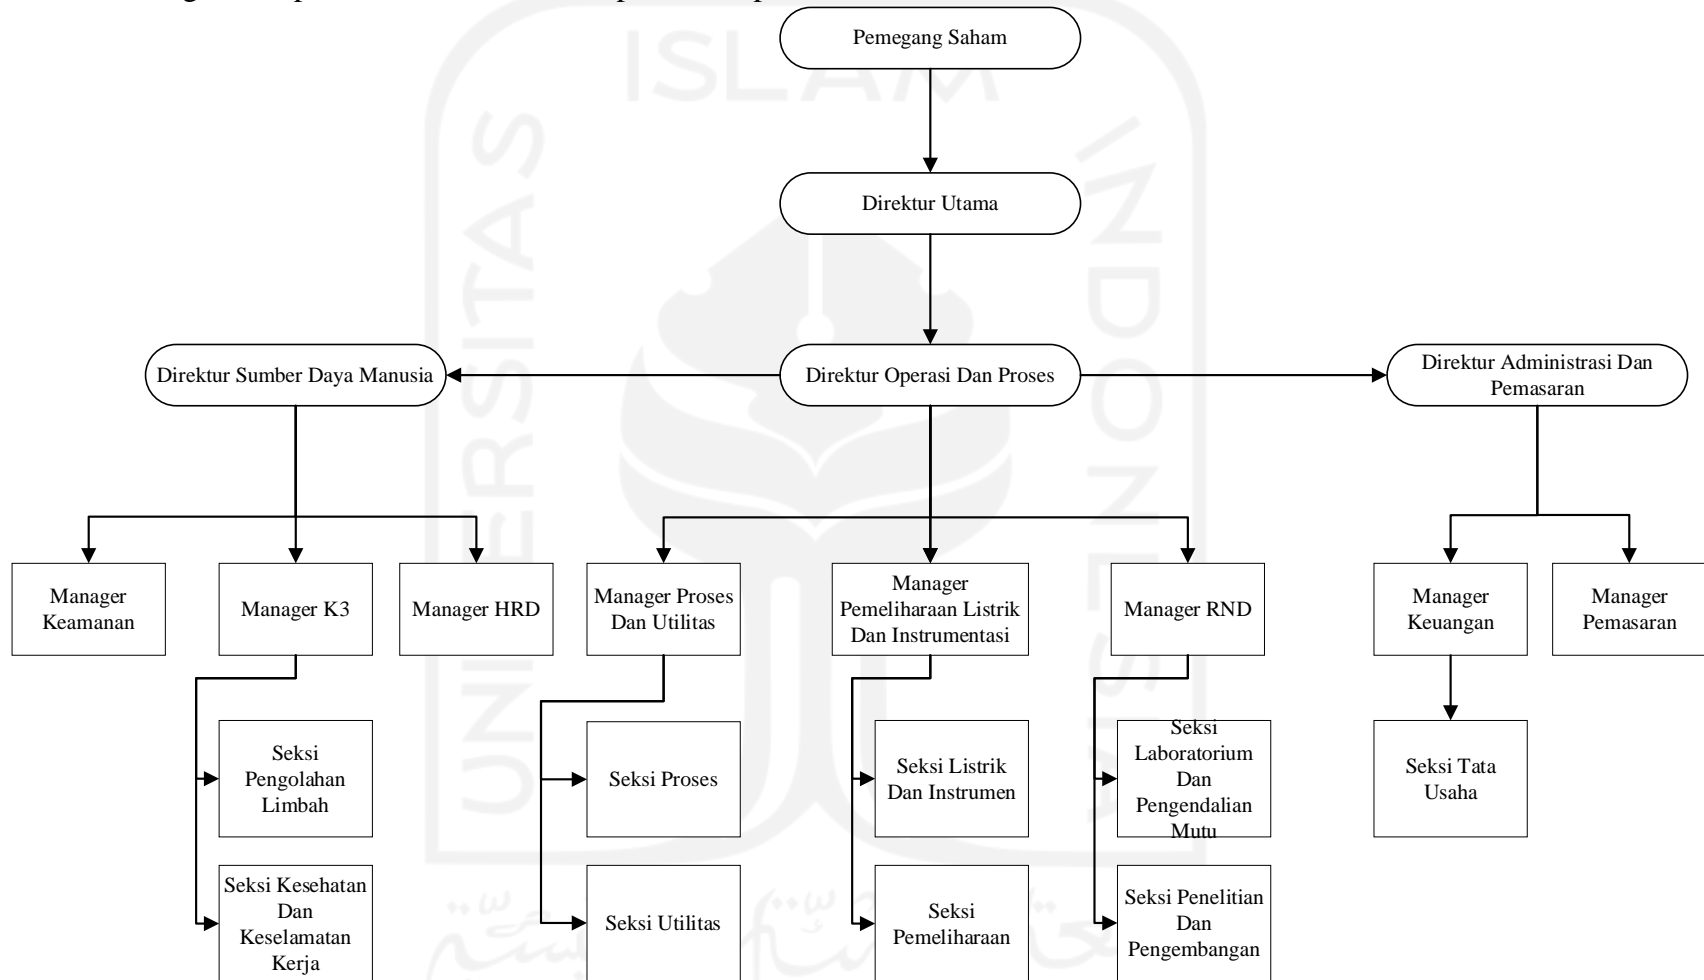 Pemegang Saham
Direktur Utama
Direktur Sumber Daya Manusia
Direktur Operasi Dan Proses
Direktur Administrasi Dan
Pemasaran
Manager
Keamanan
Manager K3
Manager HRD
Manager Proses
Dan Utilitas
Manager
Pemeliharaan Listrik
Dan Instrumentasi
Manager RND
Manager
Keuangan
Manager
Pemasaran
Seksi
Pengolahan
Limbah
Seksi Proses
Seksi Listrik
Dan Instrumen
Seksi
Laboratorium
Dan
Pengendalian
Mutu
Seksi Tata
Usaha
Seksi Kesehatan
Dan
Keselamatan
Kerja
Seksi Utilitas
Seksi
Pemeliharaan
Seksi Penelitian
Dan
Pengembangan
UNIVERSITAS
ISLAM
INDONESIA